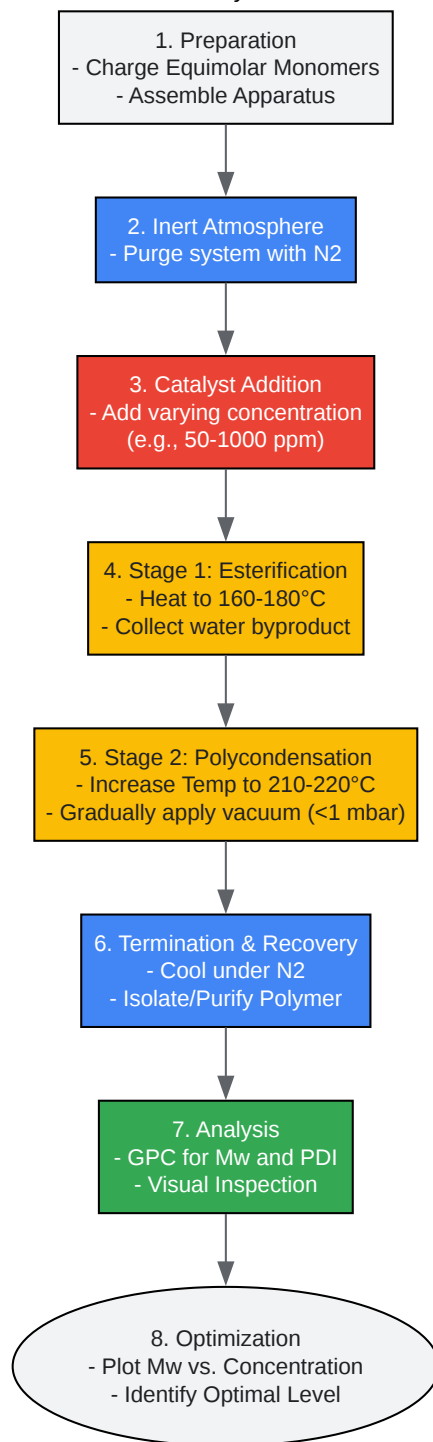 1. Preparation
- Charge Equimolar Monomers
- Assemble Apparatus
2. Inert Atmosphere
- Purge system with N2
3. Catalyst Addition
- Add varying concentration
(e.g., 50-1000 ppm)
4. Stage 1: Esterification
- Heat to 160-180°C
- Collect water byproduct
5. Stage 2: Polycondensation
- Increase Temp to 210-220°C
- Gradually apply vacuum (<1 mbar)
6. Termination & Recovery
- Cool under N2
- Isolate/Purify Polymer
7. Analysis
- GPC for Mw and PDI
- Visual Inspection
8. Optimization
- Plot Mw vs. Concentration
- Identify Optimal Level